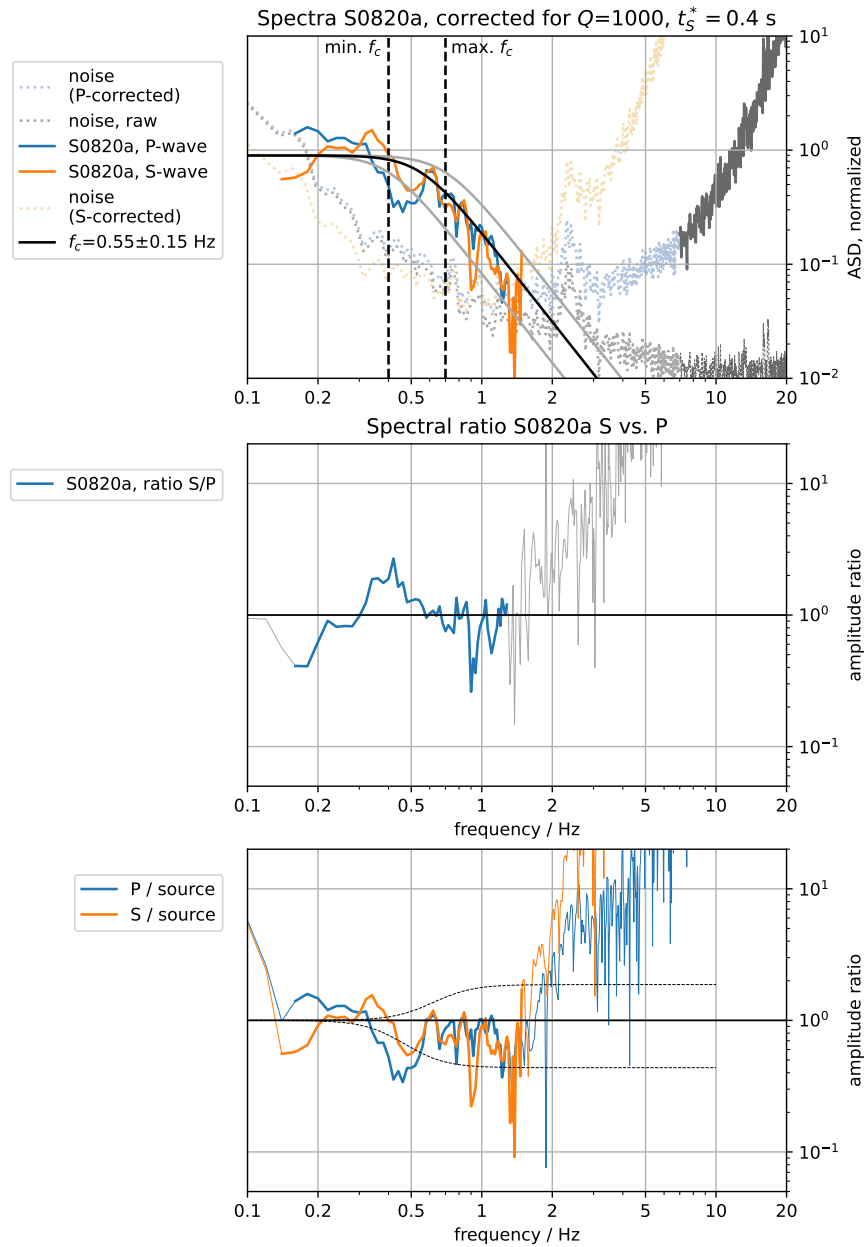 Spectra S0820a, corrected for Q=1000, t*S = 0.4 s
min. fc
max. fc
noise
(P-corrected)
noise, raw
S0820a, P-wave
S0820a, S-wave
noise
(S-corrected)
fc=0.55±0.15 Hz
10^1
10^0
10^−1
10^−2
ASD, normalized
0.1 0.2 0.5 1 2 5 10 20
Spectral ratio S0820a S vs. P
S0820a, ratio S/P
10^1
10^0
10^−1
amplitude ratio
0.1 0.2 0.5 1 2 5 10 20
frequency / Hz
P / source
S / source
10^1
10^0
10^−1
amplitude ratio
0.1 0.2 0.5 1 2 5 10 20
frequency / Hz